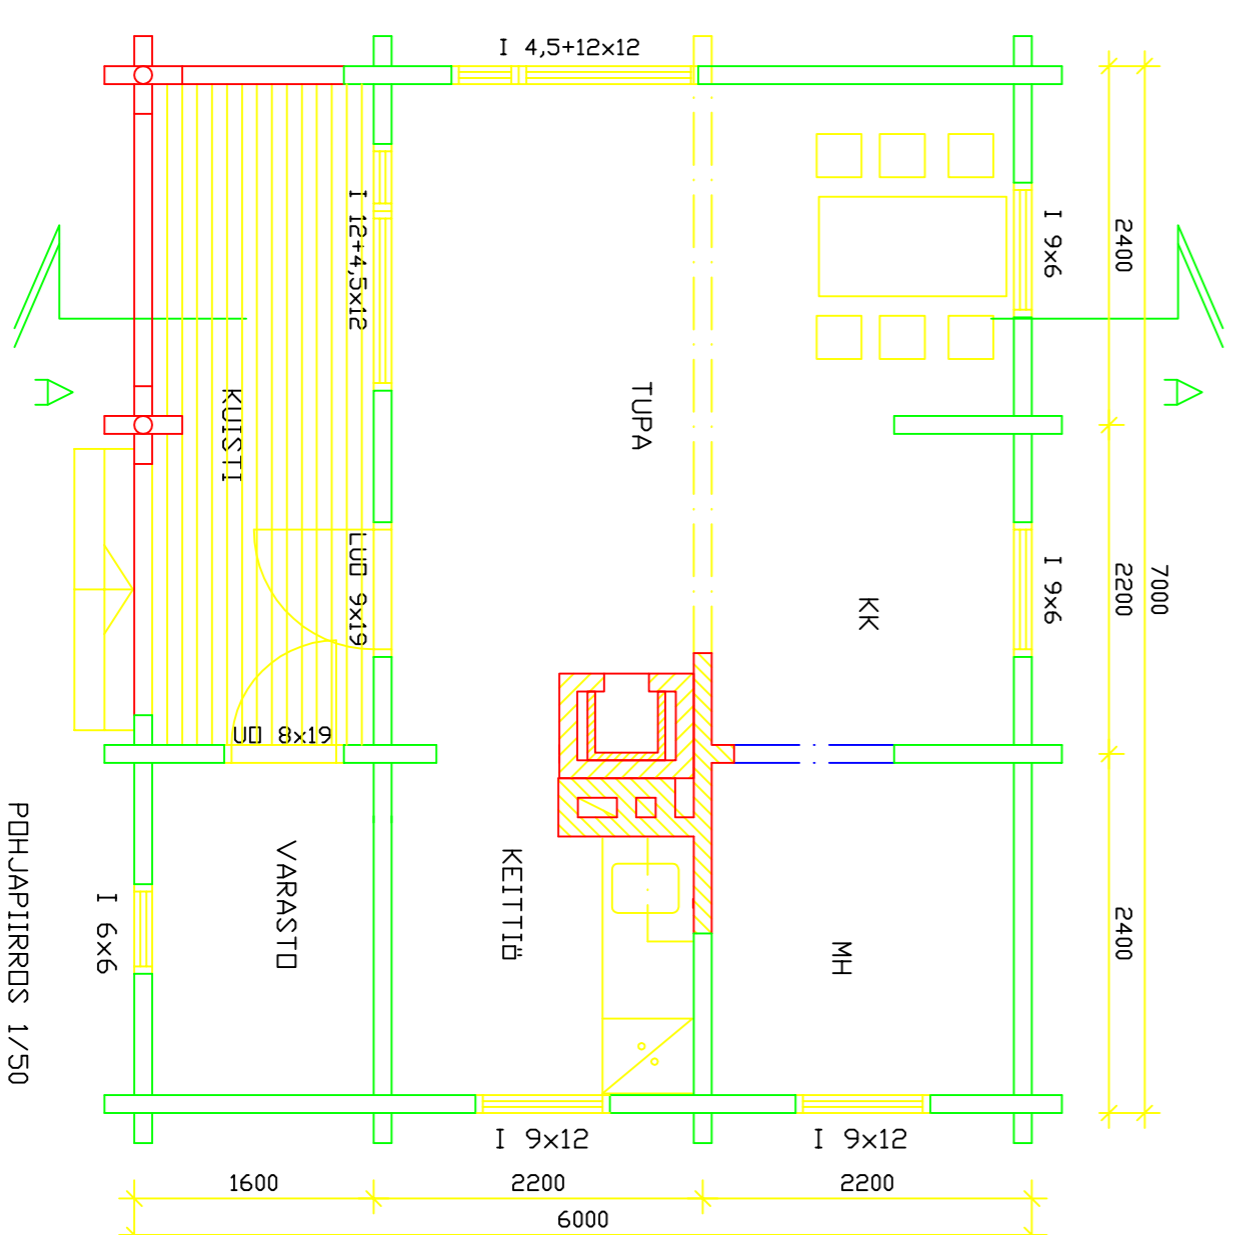 I 4,5+12x12
I 12+4,5x12
I 9x6
2400
A
A
KUISTI
TUPA
LUO 9x19
KK
I 9x6
2200
7000
UO 8x19
POHJAPIIRROS 1/50
I 6x6
VARASTO
KEITTIÖ
MH
2400
I 9x12
I 9x12
1600
2200
2200
6000